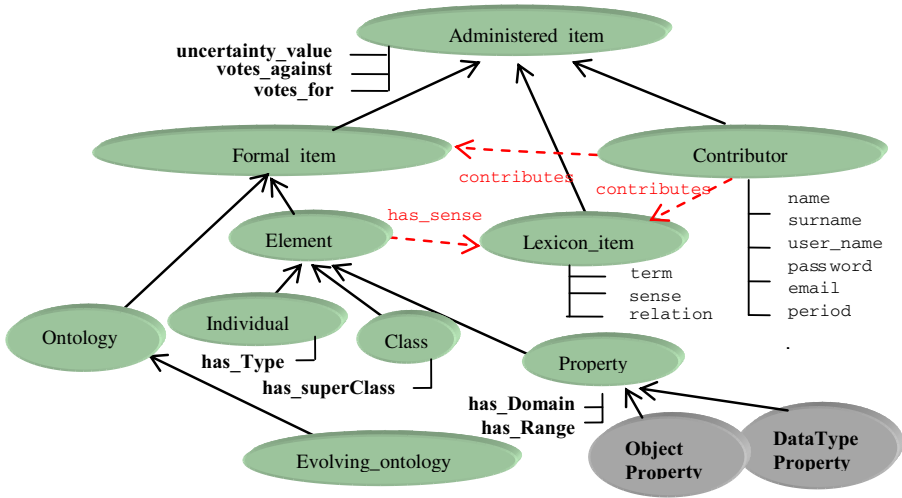 Administered item
uncertainty_value
votes_against
votes_for
Formal item
Contributor
contributes
contributes
name
surname
user_name
password
email
period
.
has_sense
Element
Lexicon_item
term
sense
relation
Individual
Ontology
Class
has_Type
has_superClass
Property
has_Domain
has_Range
Object
Property
DataType
Property
Evolving_ontology